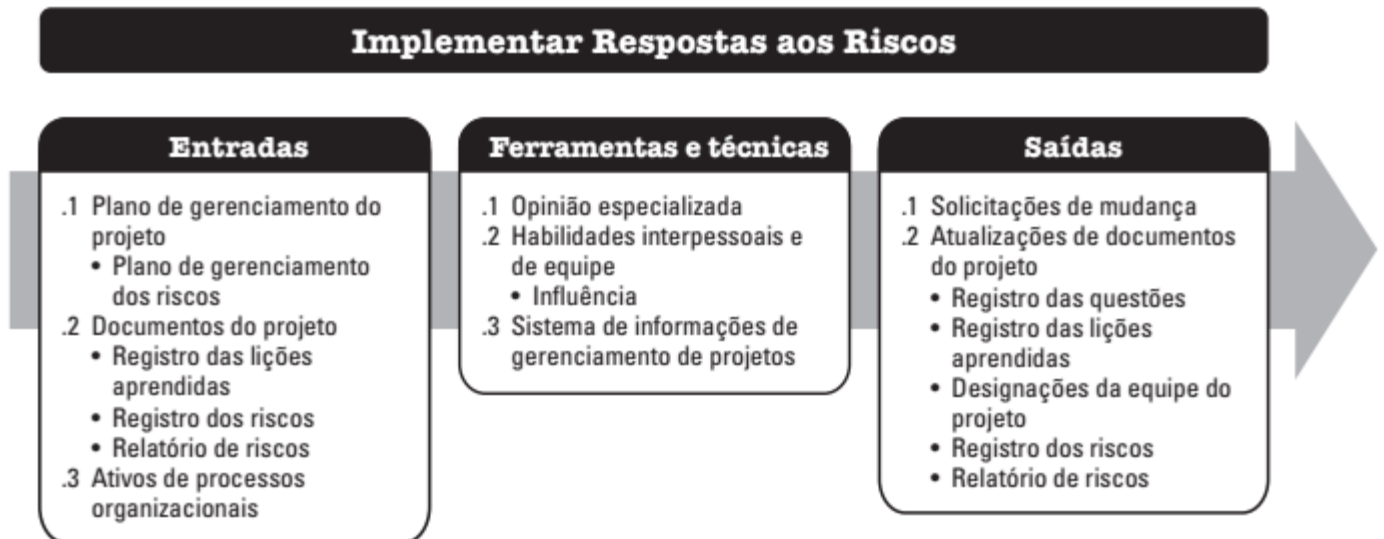 Implementar Respostas aos Riscos
Entradas
.1 Plano de gerenciamento do
projeto
• Plano de gerenciamento
dos riscos
.2 Documentos do projeto
• Registro das lições
aprendidas
• Registro dos riscos
• Relatório de riscos
.3 Ativos de processos
organizacionais
Ferramentas e técnicas
.1 Opinião especializada
.2 Habilidades interpessoais e
de equipe
• Influência
.3 Sistema de informações de
gerenciamento de projetos
Saídas
.1 Solicitações de mudança
.2 Atualizações de documentos
do projeto
• Registro das questões
• Registro das lições
aprendidas
• Designações da equipe do
projeto
• Registro dos riscos
• Relatório de riscos